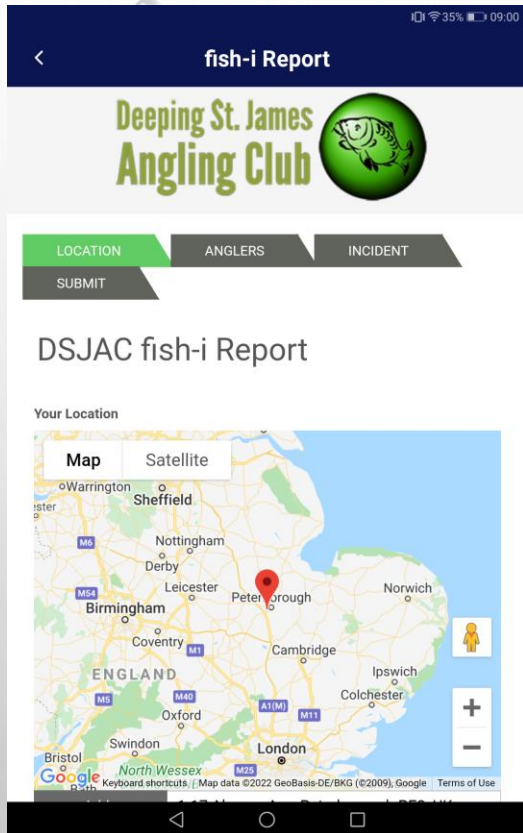 35% 09:00
fish-i Report
Deeping St. James
Angling Club
LOCATION ANGLERS INCIDENT
SUBMIT
DSJAC fish-i Report
Your Location
Map Satellite
Warrington
Sheffield
M6
Nottingham
Derby
M54
Leicester
Peterborough
Norwich
Birmingham
Coventry
M1
Cambridge
ENGLAND
Ipswich
M5
M40
A1(M)
M11
Colchester
Oxford
Swindon
London
Bristol
North Wessex
M25
Bath
Google
Keyboard shortcuts Map data ©2022 GeoBasis-DE/BKG (©2009), Google Terms of Use